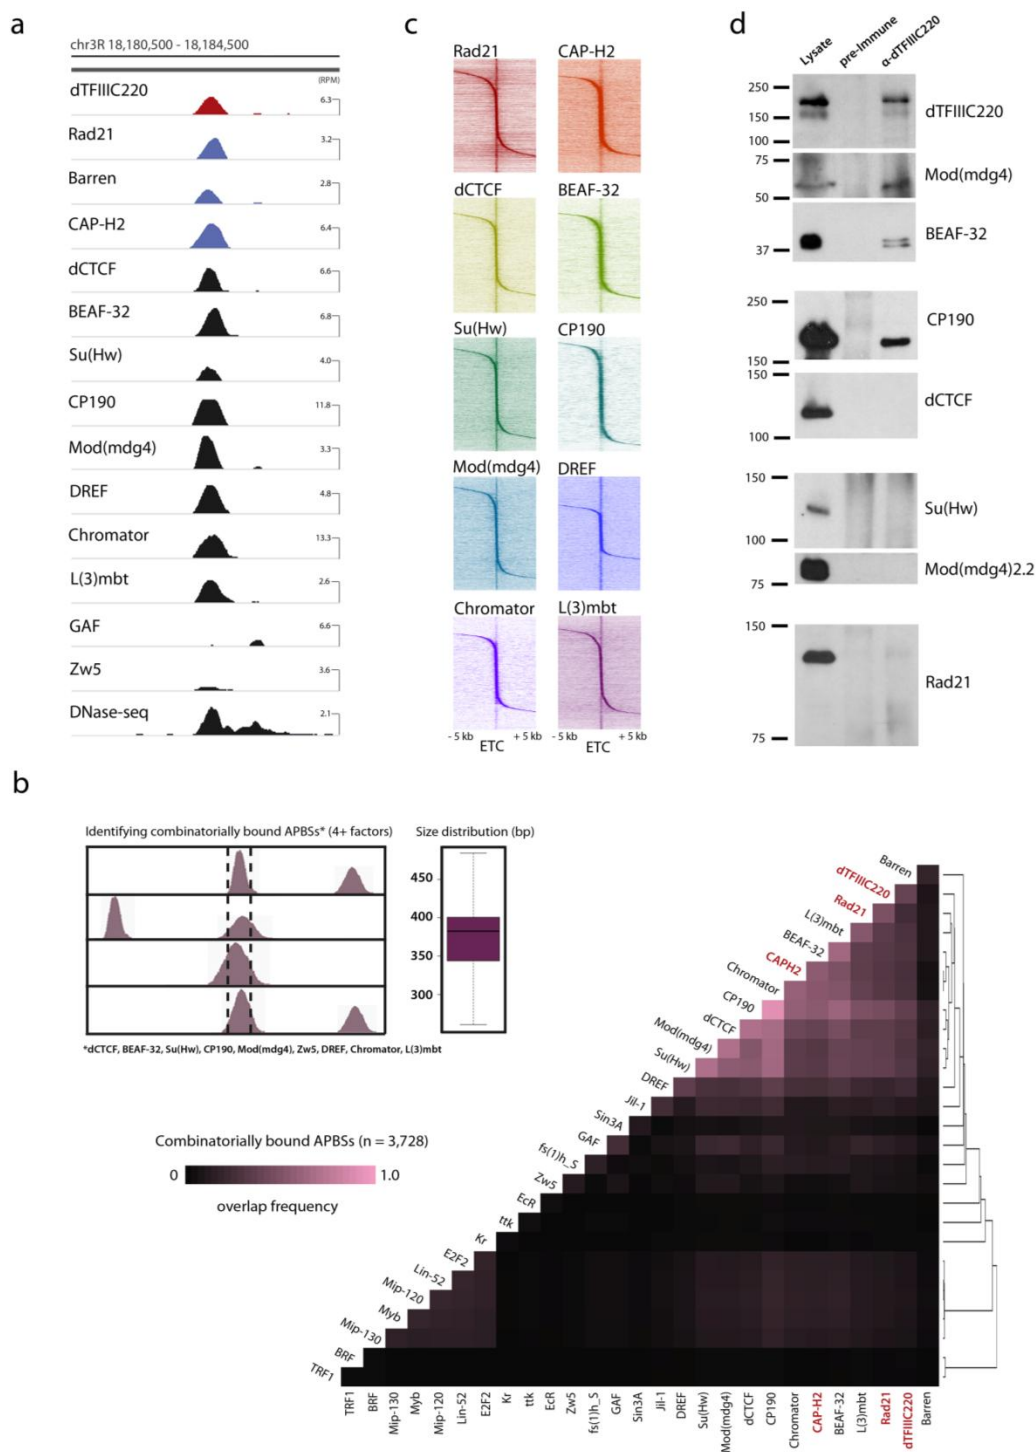 a
chr3R 18,180,500 - 18,184,500
(RPM)
dTFIIIC220
6.3
Rad21
3.2
Barren
2.8
CAP-H2
6.4
dCTCF
6.6
BEAF-32
6.8
Su(Hw)
4.0
CP190
11.8
Mod(mdg4)
3.3
DREF
4.8
Chromator
13.3
L(3)mbt
2.6
GAF
6.6
Zw5
3.6
DNase-seq
2.1
c
Rad21 CAP-H2
dCTCF BEAF-32
Su(Hw) CP190
Mod(mdg4) DREF
Chromator L(3)mbt
- 5 kb + 5 kb - 5 kb + 5 kb
ETC ETC
d
Lysate pre-Immune α-dTFIIIC220
250
150
100
dTFIIIC220
75
50
Mod(mdg4)
37
BEAF-32
250
150
CP190
150
100
dCTCF
150
100
Su(Hw)
75
Mod(mdg4)2.2
150
75
Rad21
b
Identifying combinatorially bound APBSs* (4+ factors)
Size distribution (bp)
450
400
350
300
*dCTCF, BEAF-32, Su(Hw), CP190, Mod(mdg4), Zw5, DREF, Chromator, L(3)mbt
Combinatorially bound APBSs (n = 3,728)
0 1.0
overlap frequency
Barren
dTFIIIC220
Rad21
L(3)mbt
BEAF-32
CAPH2
Chromator
CP190
dCTCF
Mod(mdg4)
Su(Hw)
DREF
Jil-1
Sin3A
GAF
fs(1)h_S
Zw5
EcR
ttk
Kr
E2F2
Lin-52
Mip-120
Myb
Mip-130
BRF
TRF1
TRF1 BRF Mip-130 Myb Mip-120 Lin-52 E2F2 Kr ttk EcR Zw5 fs(1)h_S GAF Sin3A Jil-1 DREF Su(Hw) Mod(mdg4) dCTCF CP190 Chromator CAP-H2 BEAF-32 L(3)mbt Rad21 dTFIIIC220 Barren